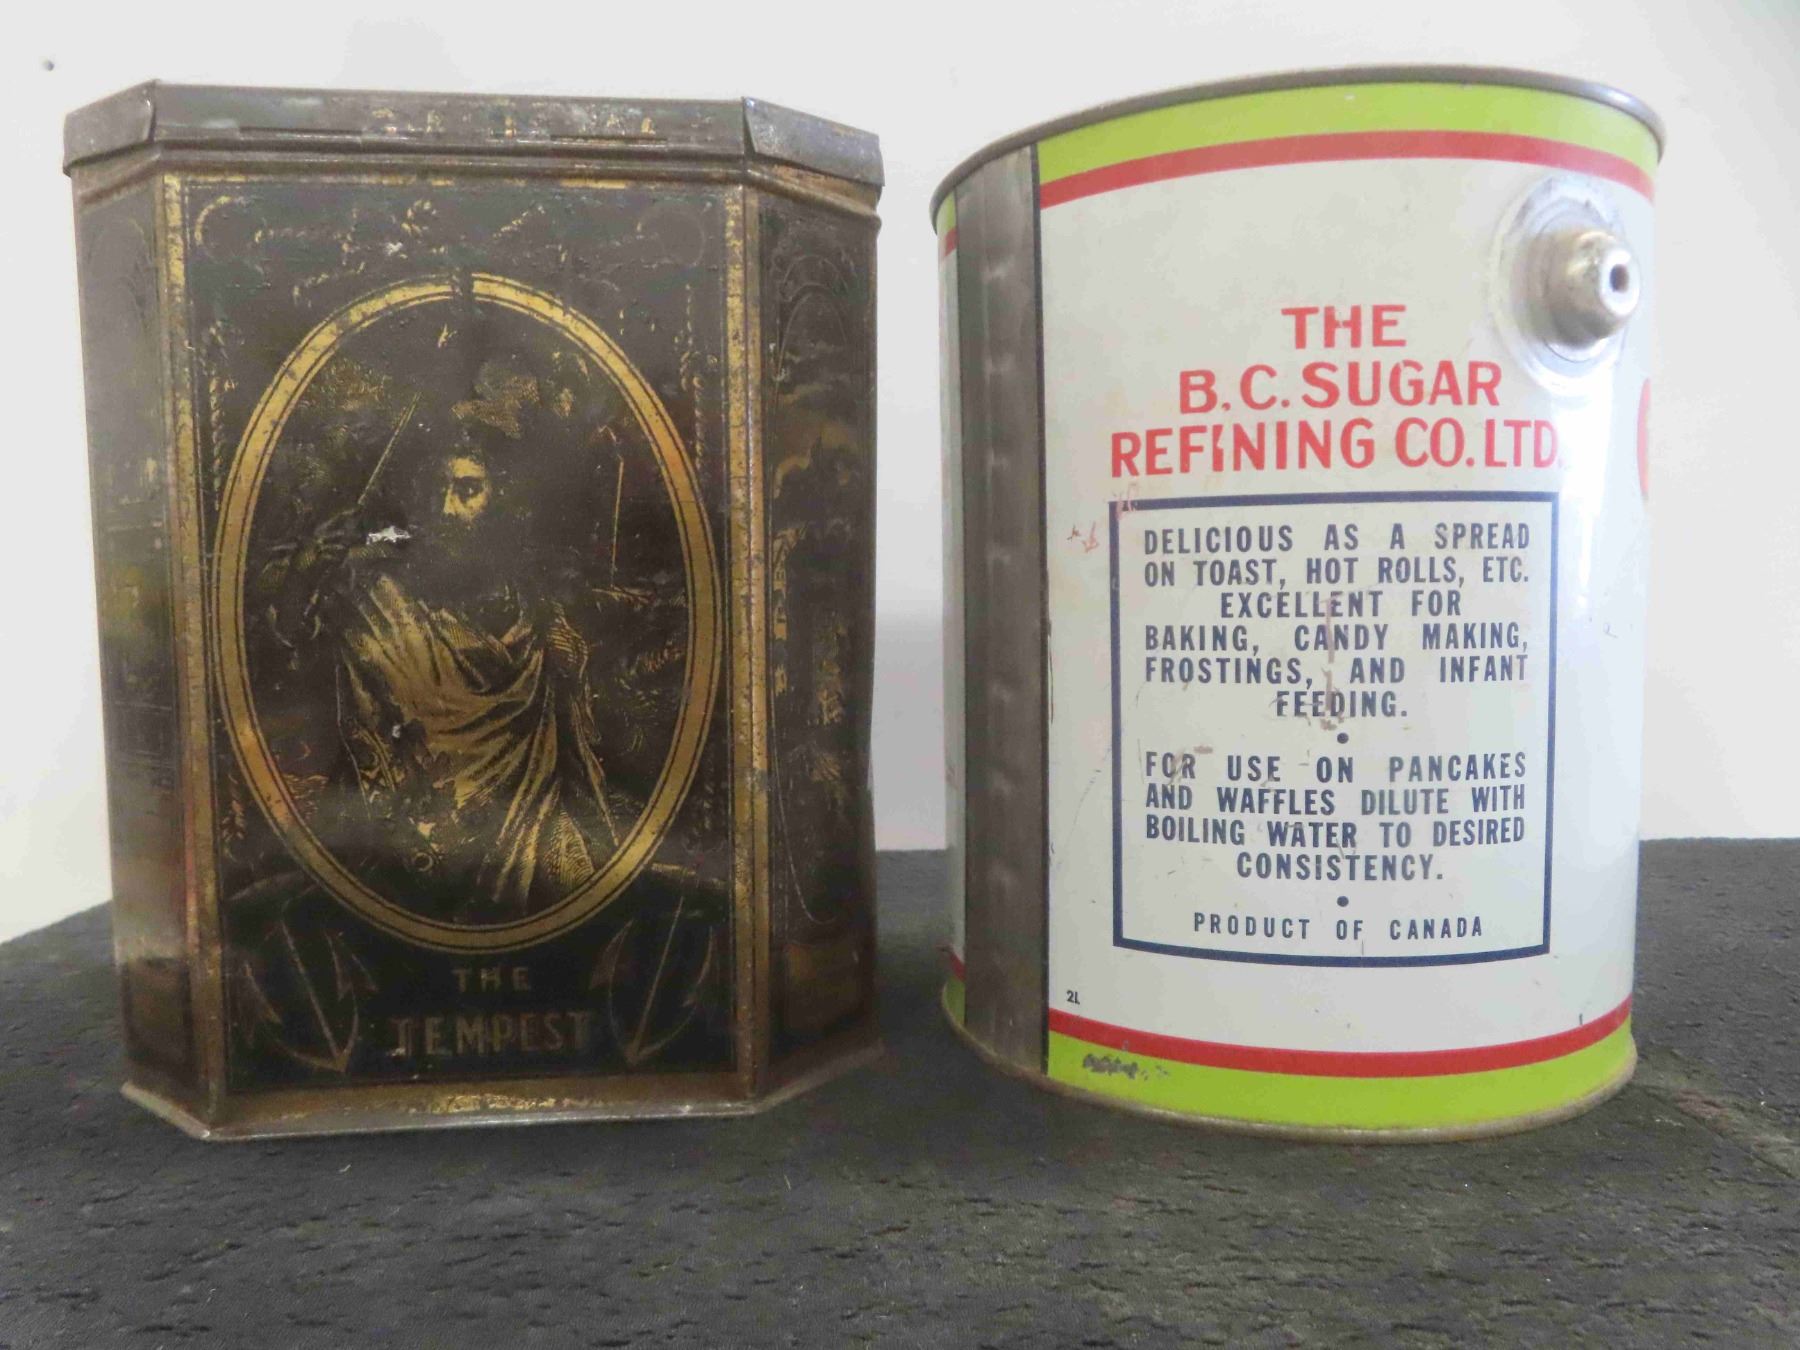 THE
TEMPEST
THE
B.C. SUGAR
REFINING CO. LTD.
DELICIOUS AS A SPREAD
ON TOAST, HOT ROLLS, ETC.
EXCELLENT FOR
BAKING, CANDY MAKING,
FROSTINGS, AND INFANT
FEEDING.
•
FOR USE ON PANCAKES
AND WAFFLES DILUTE WITH
BOILING WATER TO DESIRED
CONSISTENCY.
•
PRODUCT OF CANADA
2L